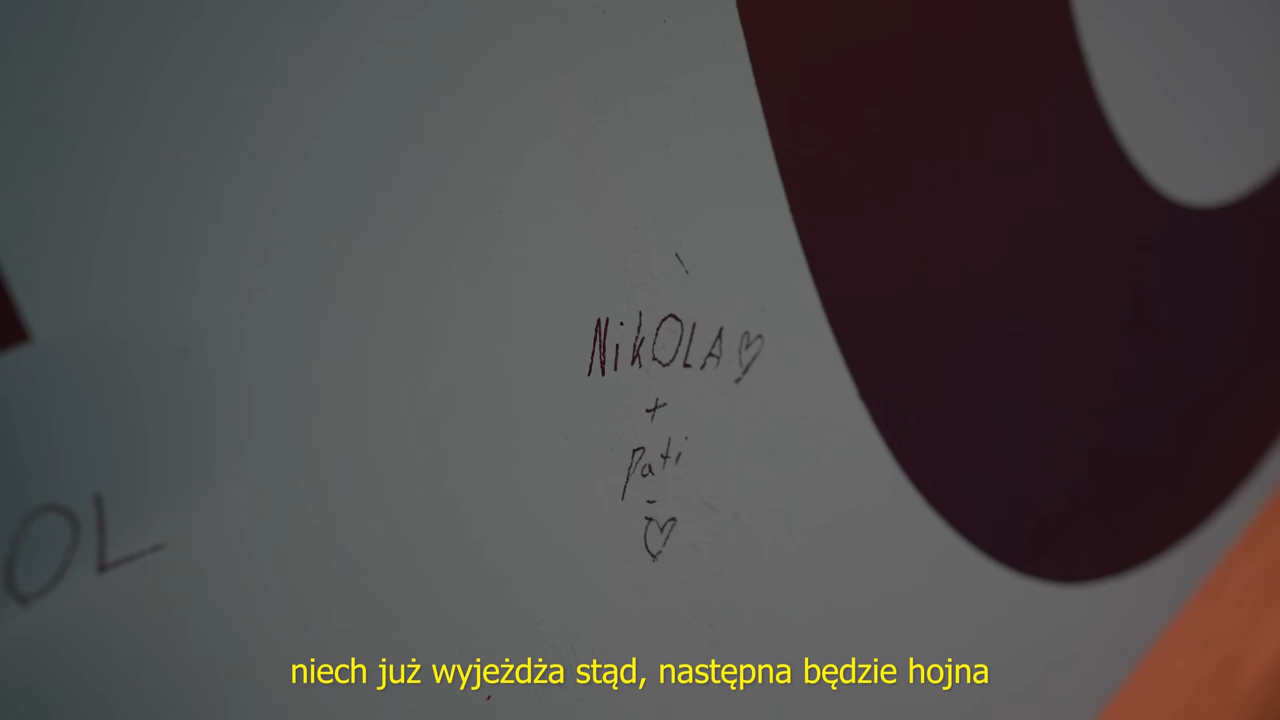 NikOLA ♡
+
pati
-
♡
OL
niech już wyjeżdża stąd, następna będzie hojna